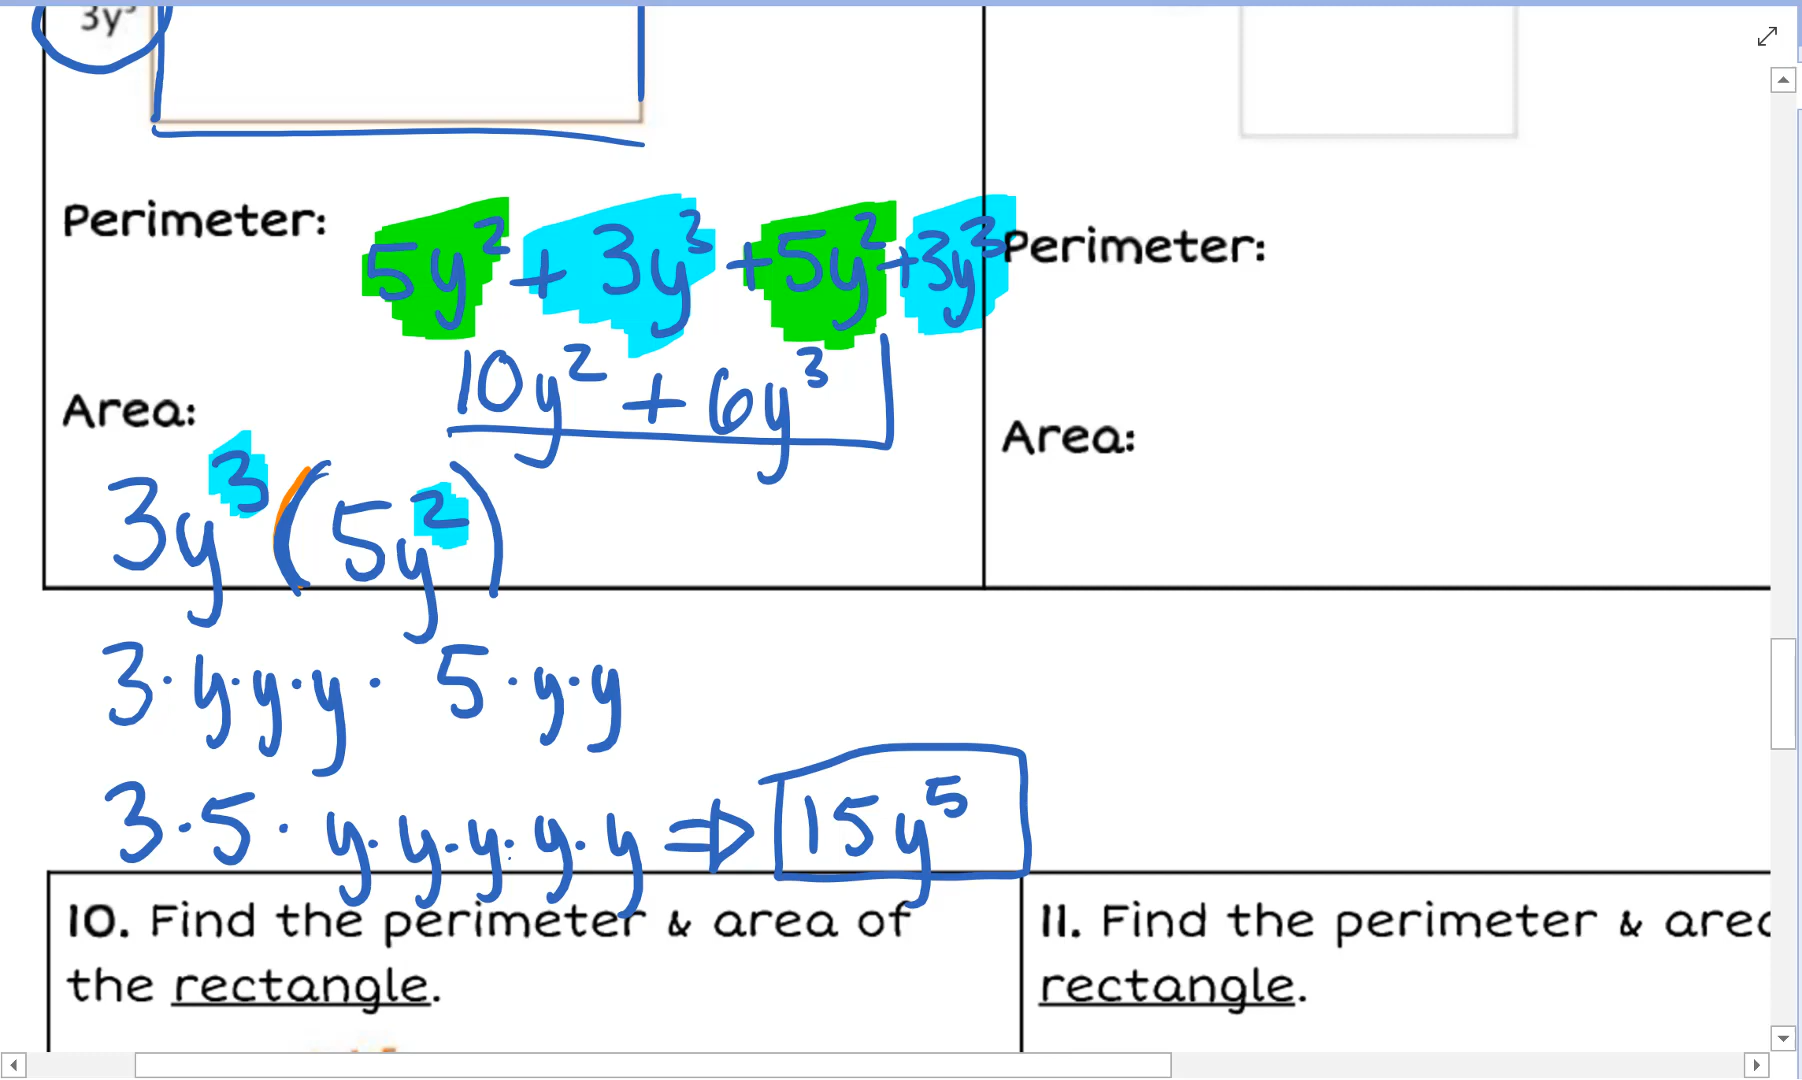 3y³
Perimeter: 5y² + 3y³ + 5y² + 3y³
10y² + 6y³
Area:
3y³(5y²)
3·y·y·y· 5·y·y
3·5· y·y·y·y·y ⇒ 15y⁵
Perimeter:
Area:
10. Find the perimeter & area of
the rectangle.
11. Find the perimeter & area
rectangle.